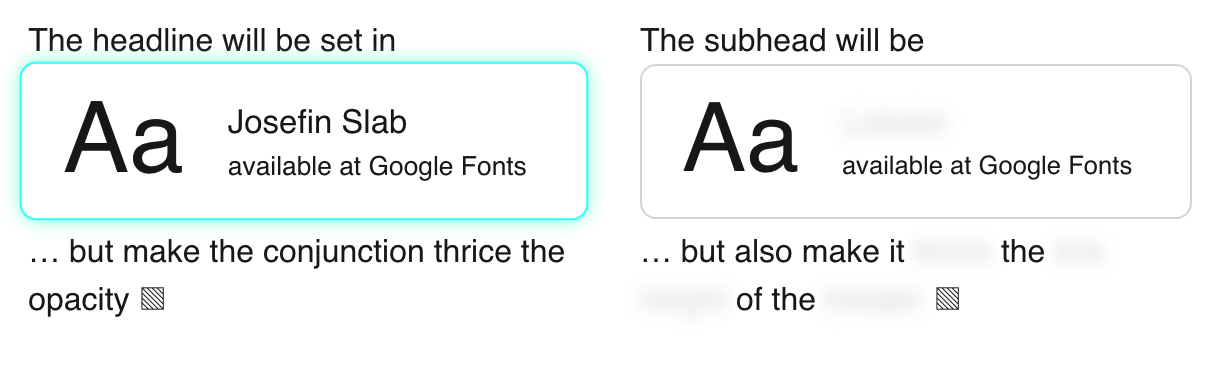 The headline will be set in
Aa
Josefin Slab
available at Google Fonts
… but make the conjunction thrice the
opacity ▧
The subhead will be
Aa
available at Google Fonts
… but also make it the
of the ▧